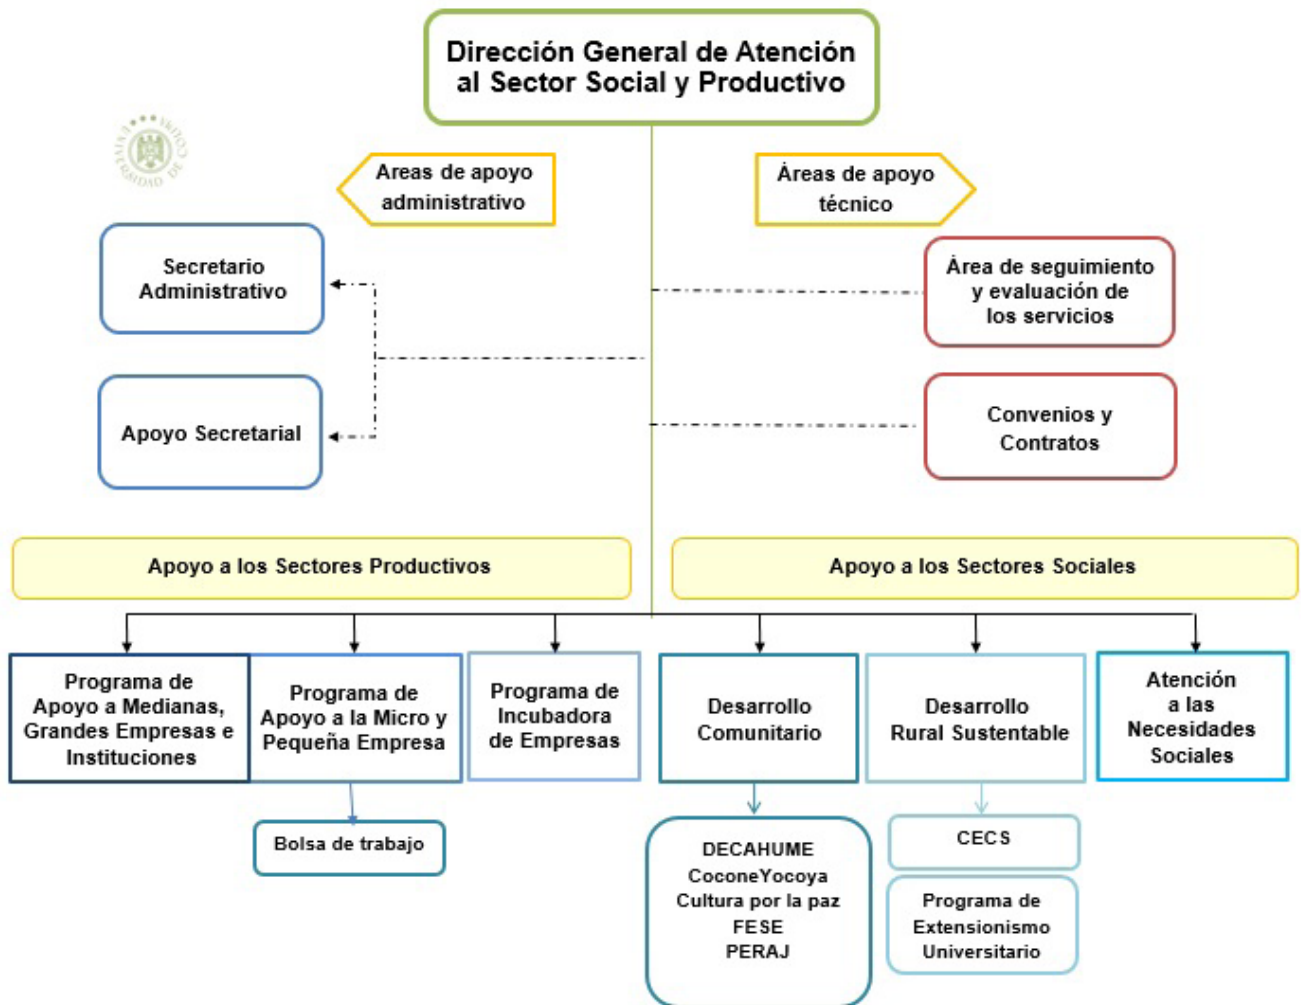 Dirección General de Atención
al Sector Social y Productivo
UNIVERSIDAD DE COLIMA
Areas de apoyo
administrativo
Áreas de apoyo
técnico
Secretario
Administrativo
Área de seguimiento
y evaluación de
los servicios
Apoyo Secretarial
Convenios y
Contratos
Apoyo a los Sectores Productivos
Apoyo a los Sectores Sociales
Programa de
Apoyo a Medianas,
Grandes Empresas e
Instituciones
Programa de
Apoyo a la Micro y
Pequeña Empresa
Programa de
Incubadora
de Empresas
Desarrollo
Comunitario
Desarrollo
Rural Sustentable
Atención
a las
Necesidades
Sociales
Bolsa de trabajo
DECAHUME
CoconeYocoya
Cultura por la paz
FESE
PERAJ
CECS
Programa de
Extensionismo
Universitario